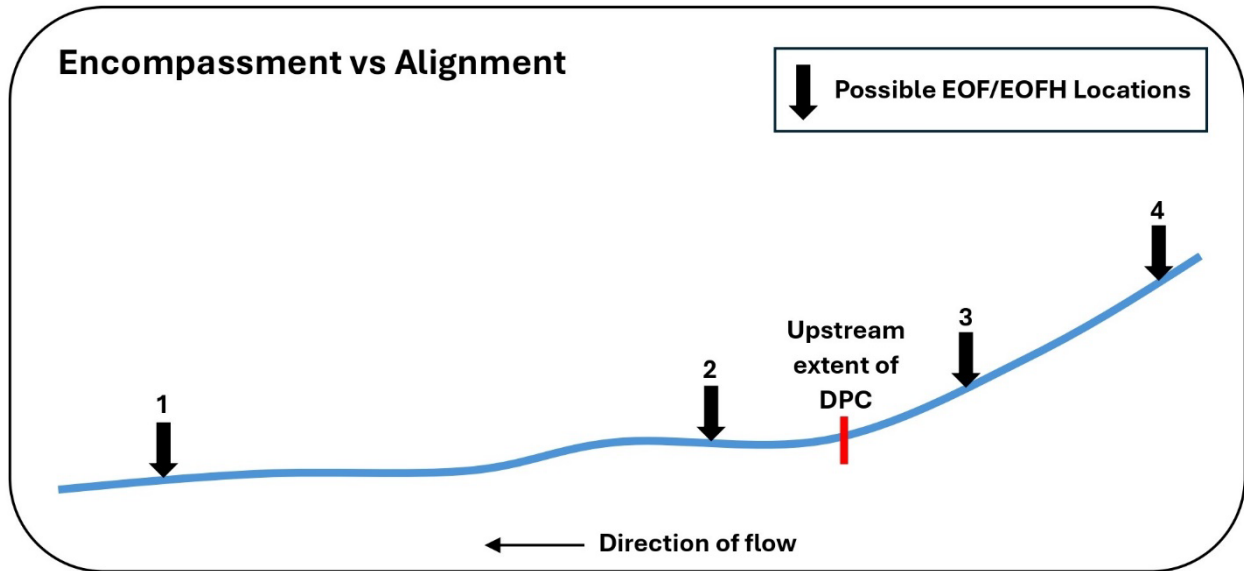 Encompassment vs Alignment
Possible EOF/EOFH Locations
4
3
Upstream
extent of
DPC
2
1
Direction of flow